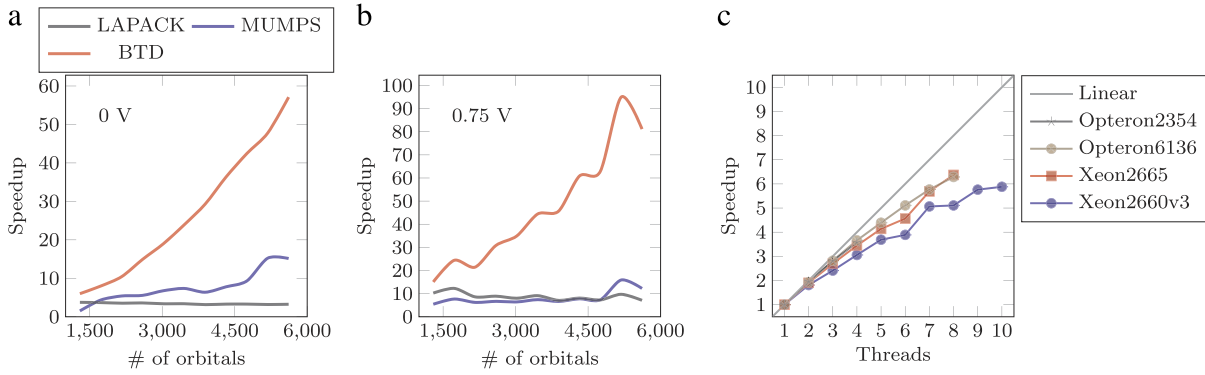 a
LAPACK MUMPS
BTD
60
50
40
30
20
10
0
Speedup
0 V
1,500 3,000 4,500 6,000
# of orbitals
b
100
90
80
70
60
50
40
30
20
10
0
Speedup
0.75 V
1,500 3,000 4,500 6,000
# of orbitals
c
10
9
8
7
6
5
4
3
2
1
Speedup
1 2 3 4 5 6 7 8 9 10
Threads
Linear
Opteron2354
Opteron6136
Xeon2665
Xeon2660v3